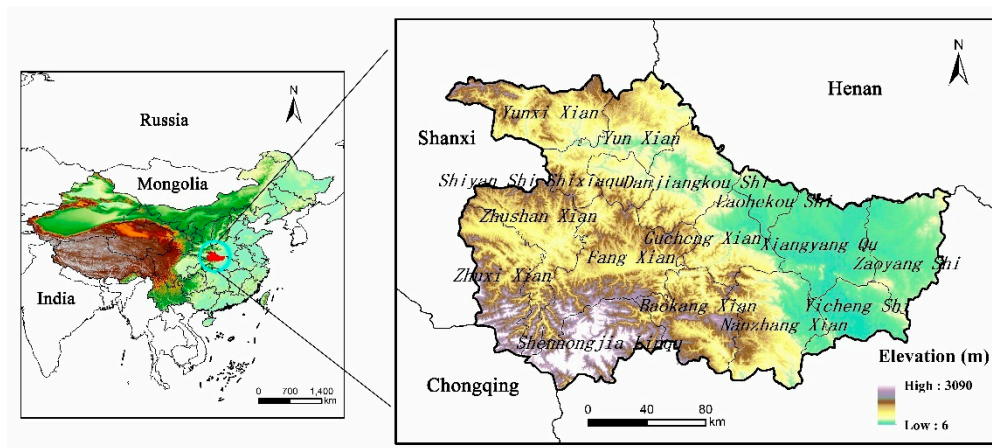 N
Russia
Mongolia
India
0 700 1,400
km
N
Henan
Shanxi
Chongqing
Yunxi Xian
Yun Xian
Shiyan Shi Shixiaqu
Danjiangkou Shi
Laohekou Shi
Zhushan Xian
Gucheng Xian
Xiangyang Qu
Fang Xian
Zaoyang Shi
Zhuxi Xian
Baokang Xian
Yicheng Shi
Nanzhang Xian
Shennongjia Linqu
Elevation (m)
High : 3090
Low : 6
0 40 80
km